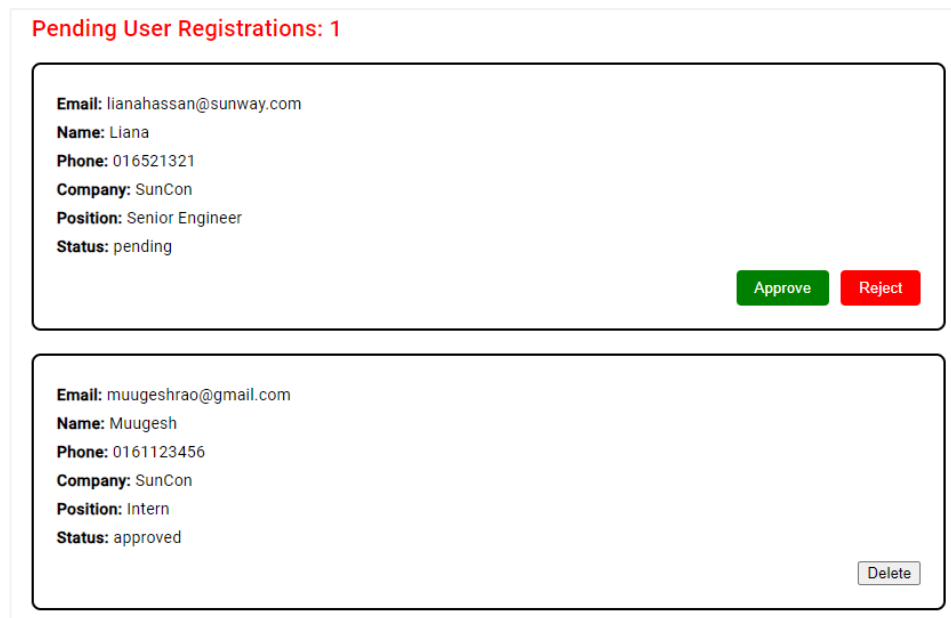 Pending User Registrations: 1
Email: lianahassan@sunway.com
Name: Liana
Phone: 016521321
Company: SunCon
Position: Senior Engineer
Status: pending
Approve Reject
Email: muugeshrao@gmail.com
Name: Muugesh
Phone: 0161123456
Company: SunCon
Position: Intern
Status: approved
Delete